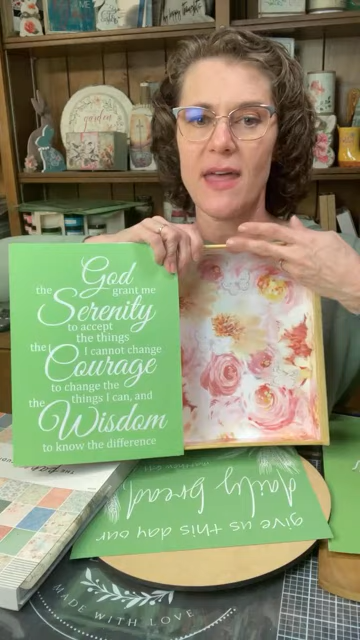 God
the grant me
Serenity
to accept
the things
the I cannot change
Courage
to change the
the things I can, and
Wisdom
to know the difference
give us this day our
daily bread
MADE WITH LOVE
garden